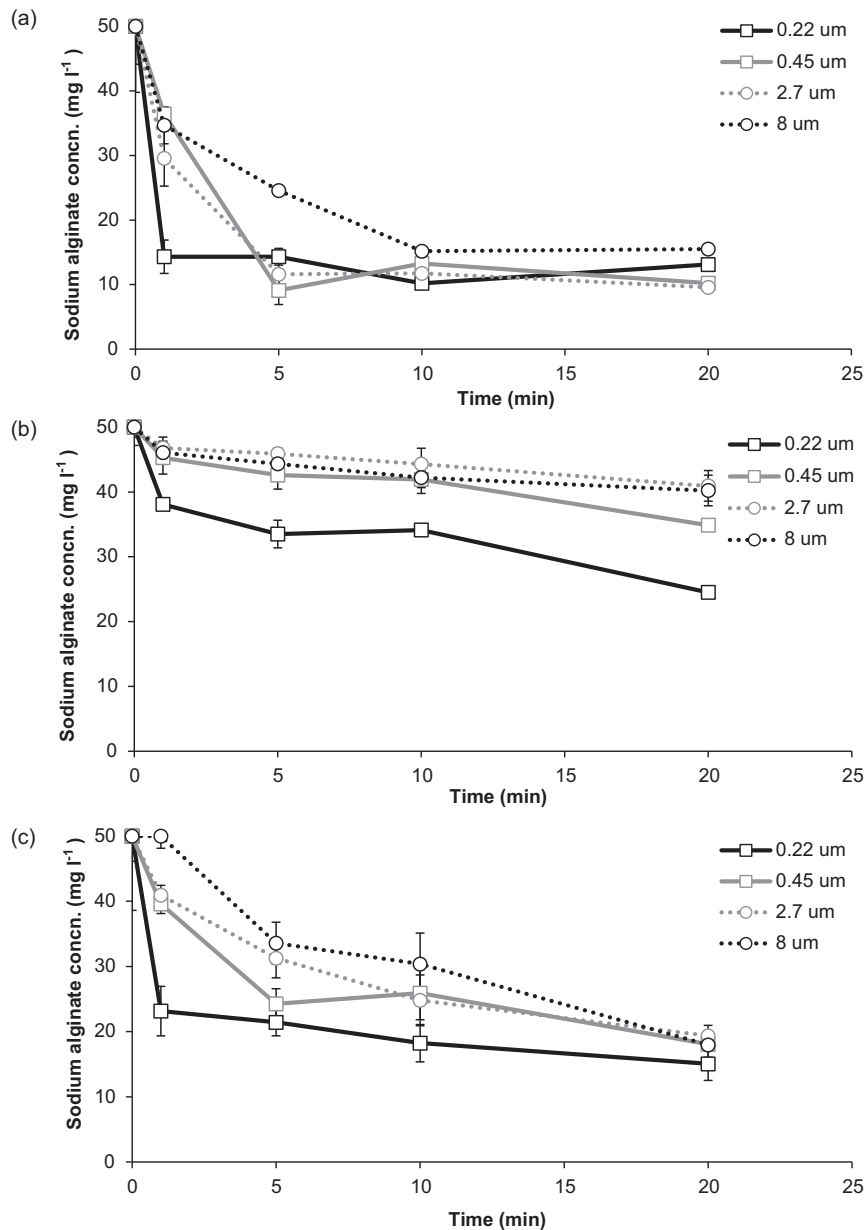 (a)
50
40
30
20
10
0
Sodium alginate concn. (mg l⁻¹ )
0 5 10 15 20 25
Time (min)
0.22 um
0.45 um
2.7 um
8 um
(b)
50
40
30
20
10
0
Sodium alginate concn. (mg l⁻¹ )
0 5 10 15 20 25
Time (min)
0.22 um
0.45 um
2.7 um
8 um
(c)
50
40
30
20
10
0
Sodium alginate concn. (mg l⁻¹ )
0 5 10 15 20 25
Time (min)
0.22 um
0.45 um
2.7 um
8 um